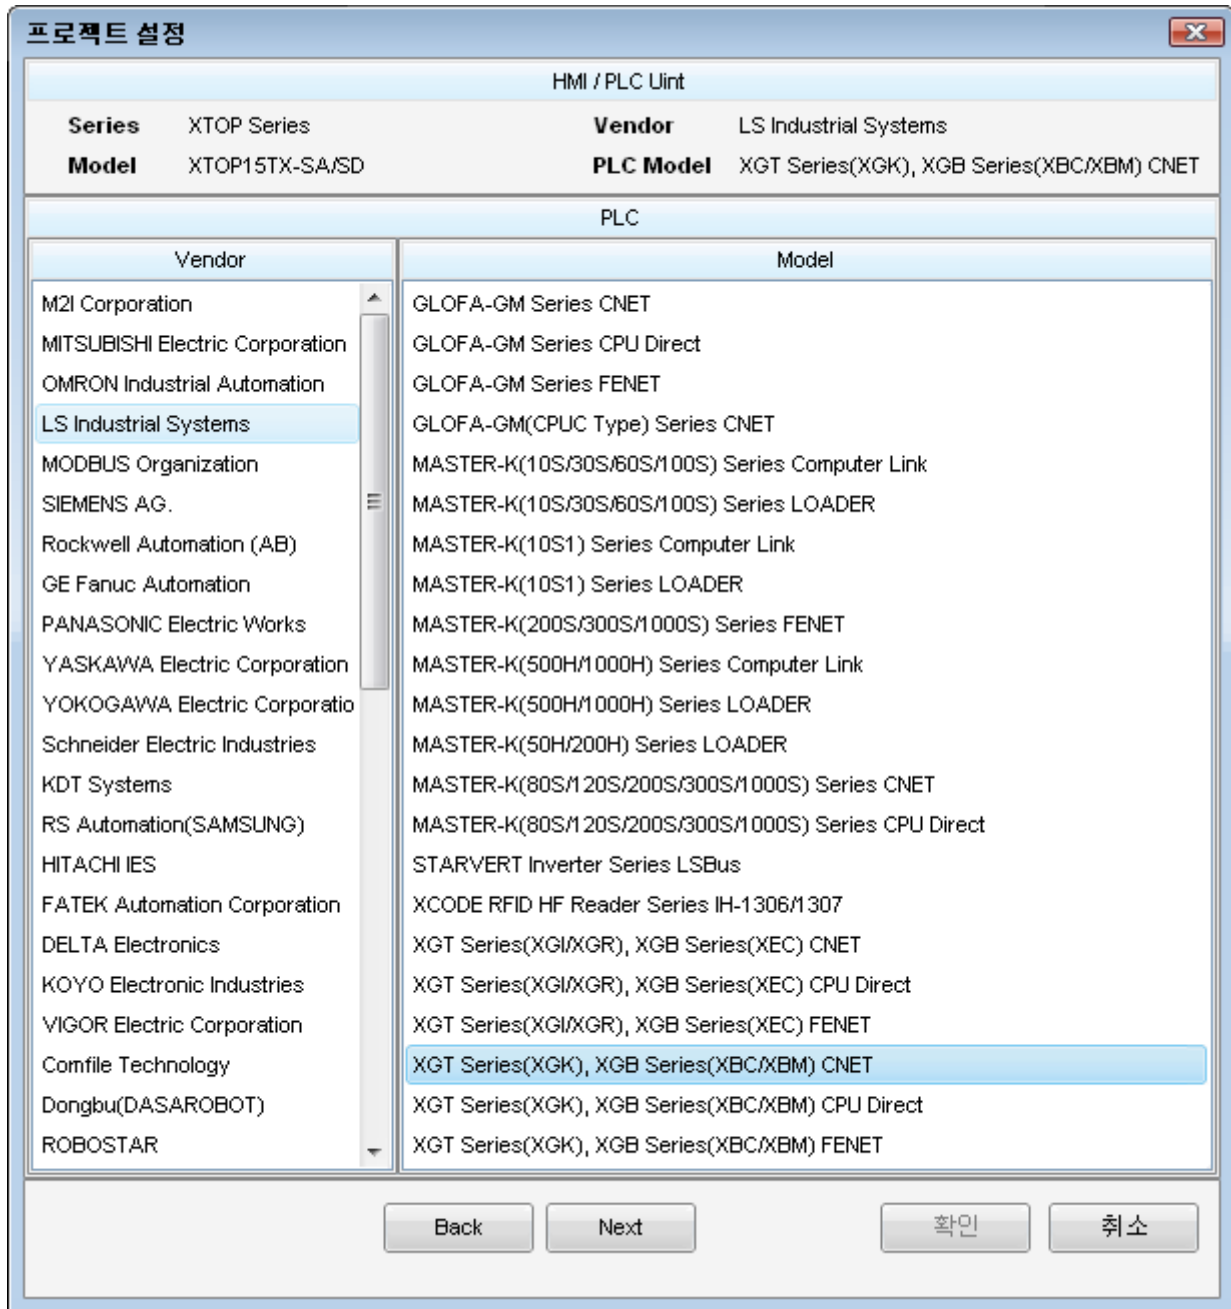 프로젝트 설정
HMI / PLC Uint
Series XTOP Series Vendor LS Industrial Systems
Model XTOP15TX-SA/SD PLC Model XGT Series(XGK), XGB Series(XBC/XBM) CNET
PLC
Vendor
M2I Corporation
MITSUBISHI Electric Corporation
OMRON Industrial Automation
LS Industrial Systems
MODBUS Organization
SIEMENS AG.
Rockwell Automation (AB)
GE Fanuc Automation
PANASONIC Electric Works
YASKAWA Electric Corporation
YOKOGAWA Electric Corporatio
Schneider Electric Industries
KDT Systems
RS Automation(SAMSUNG)
HITACHI IES
FATEK Automation Corporation
DELTA Electronics
KOYO Electronic Industries
VIGOR Electric Corporation
Comfile Technology
Dongbu(DASAROBOT)
ROBOSTAR
Model
GLOFA-GM Series CNET
GLOFA-GM Series CPU Direct
GLOFA-GM Series FENET
GLOFA-GM(CPUC Type) Series CNET
MASTER-K(10S/30S/60S/100S) Series Computer Link
MASTER-K(10S/30S/60S/100S) Series LOADER
MASTER-K(10S1) Series Computer Link
MASTER-K(10S1) Series LOADER
MASTER-K(200S/300S/1000S) Series FENET
MASTER-K(500H/1000H) Series Computer Link
MASTER-K(500H/1000H) Series LOADER
MASTER-K(50H/200H) Series LOADER
MASTER-K(80S/120S/200S/300S/1000S) Series CNET
MASTER-K(80S/120S/200S/300S/1000S) Series CPU Direct
STARVERT Inverter Series LSBus
XCODE RFID HF Reader Series IH-1306/1307
XGT Series(XGI/XGR), XGB Series(XEC) CNET
XGT Series(XGI/XGR), XGB Series(XEC) CPU Direct
XGT Series(XGI/XGR), XGB Series(XEC) FENET
XGT Series(XGK), XGB Series(XBC/XBM) CNET
XGT Series(XGK), XGB Series(XBC/XBM) CPU Direct
XGT Series(XGK), XGB Series(XBC/XBM) FENET
Back Next 확인 취소